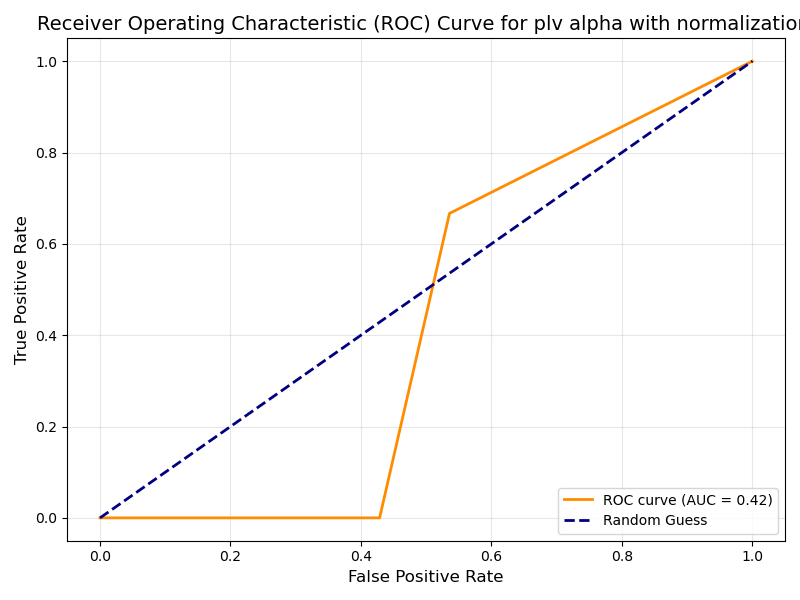 Receiver Operating Characteristic (ROC) Curve for plv alpha with normalization
1.0
0.8
0.6
0.4
0.2
0.0
True Positive Rate
0.0 0.2 0.4 0.6 0.8 1.0
False Positive Rate
ROC curve (AUC = 0.42)
Random Guess